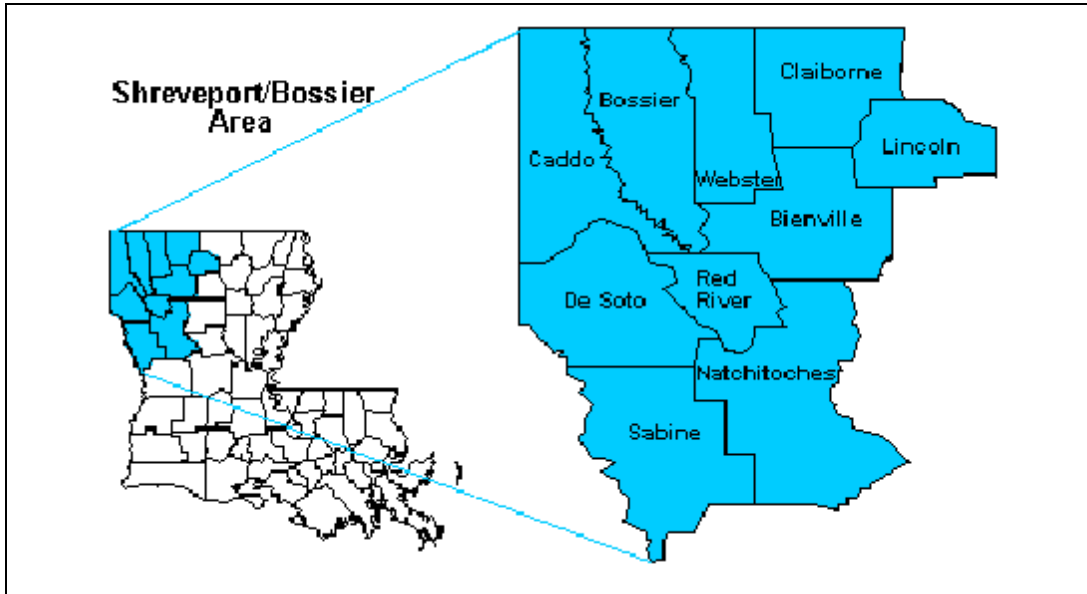 Shreveport/Bossier
Area
Claiborne
Bossier
Lincoln
Caddo
Webster
Bienville
Red
River
De Soto
Natchitoches
Sabine